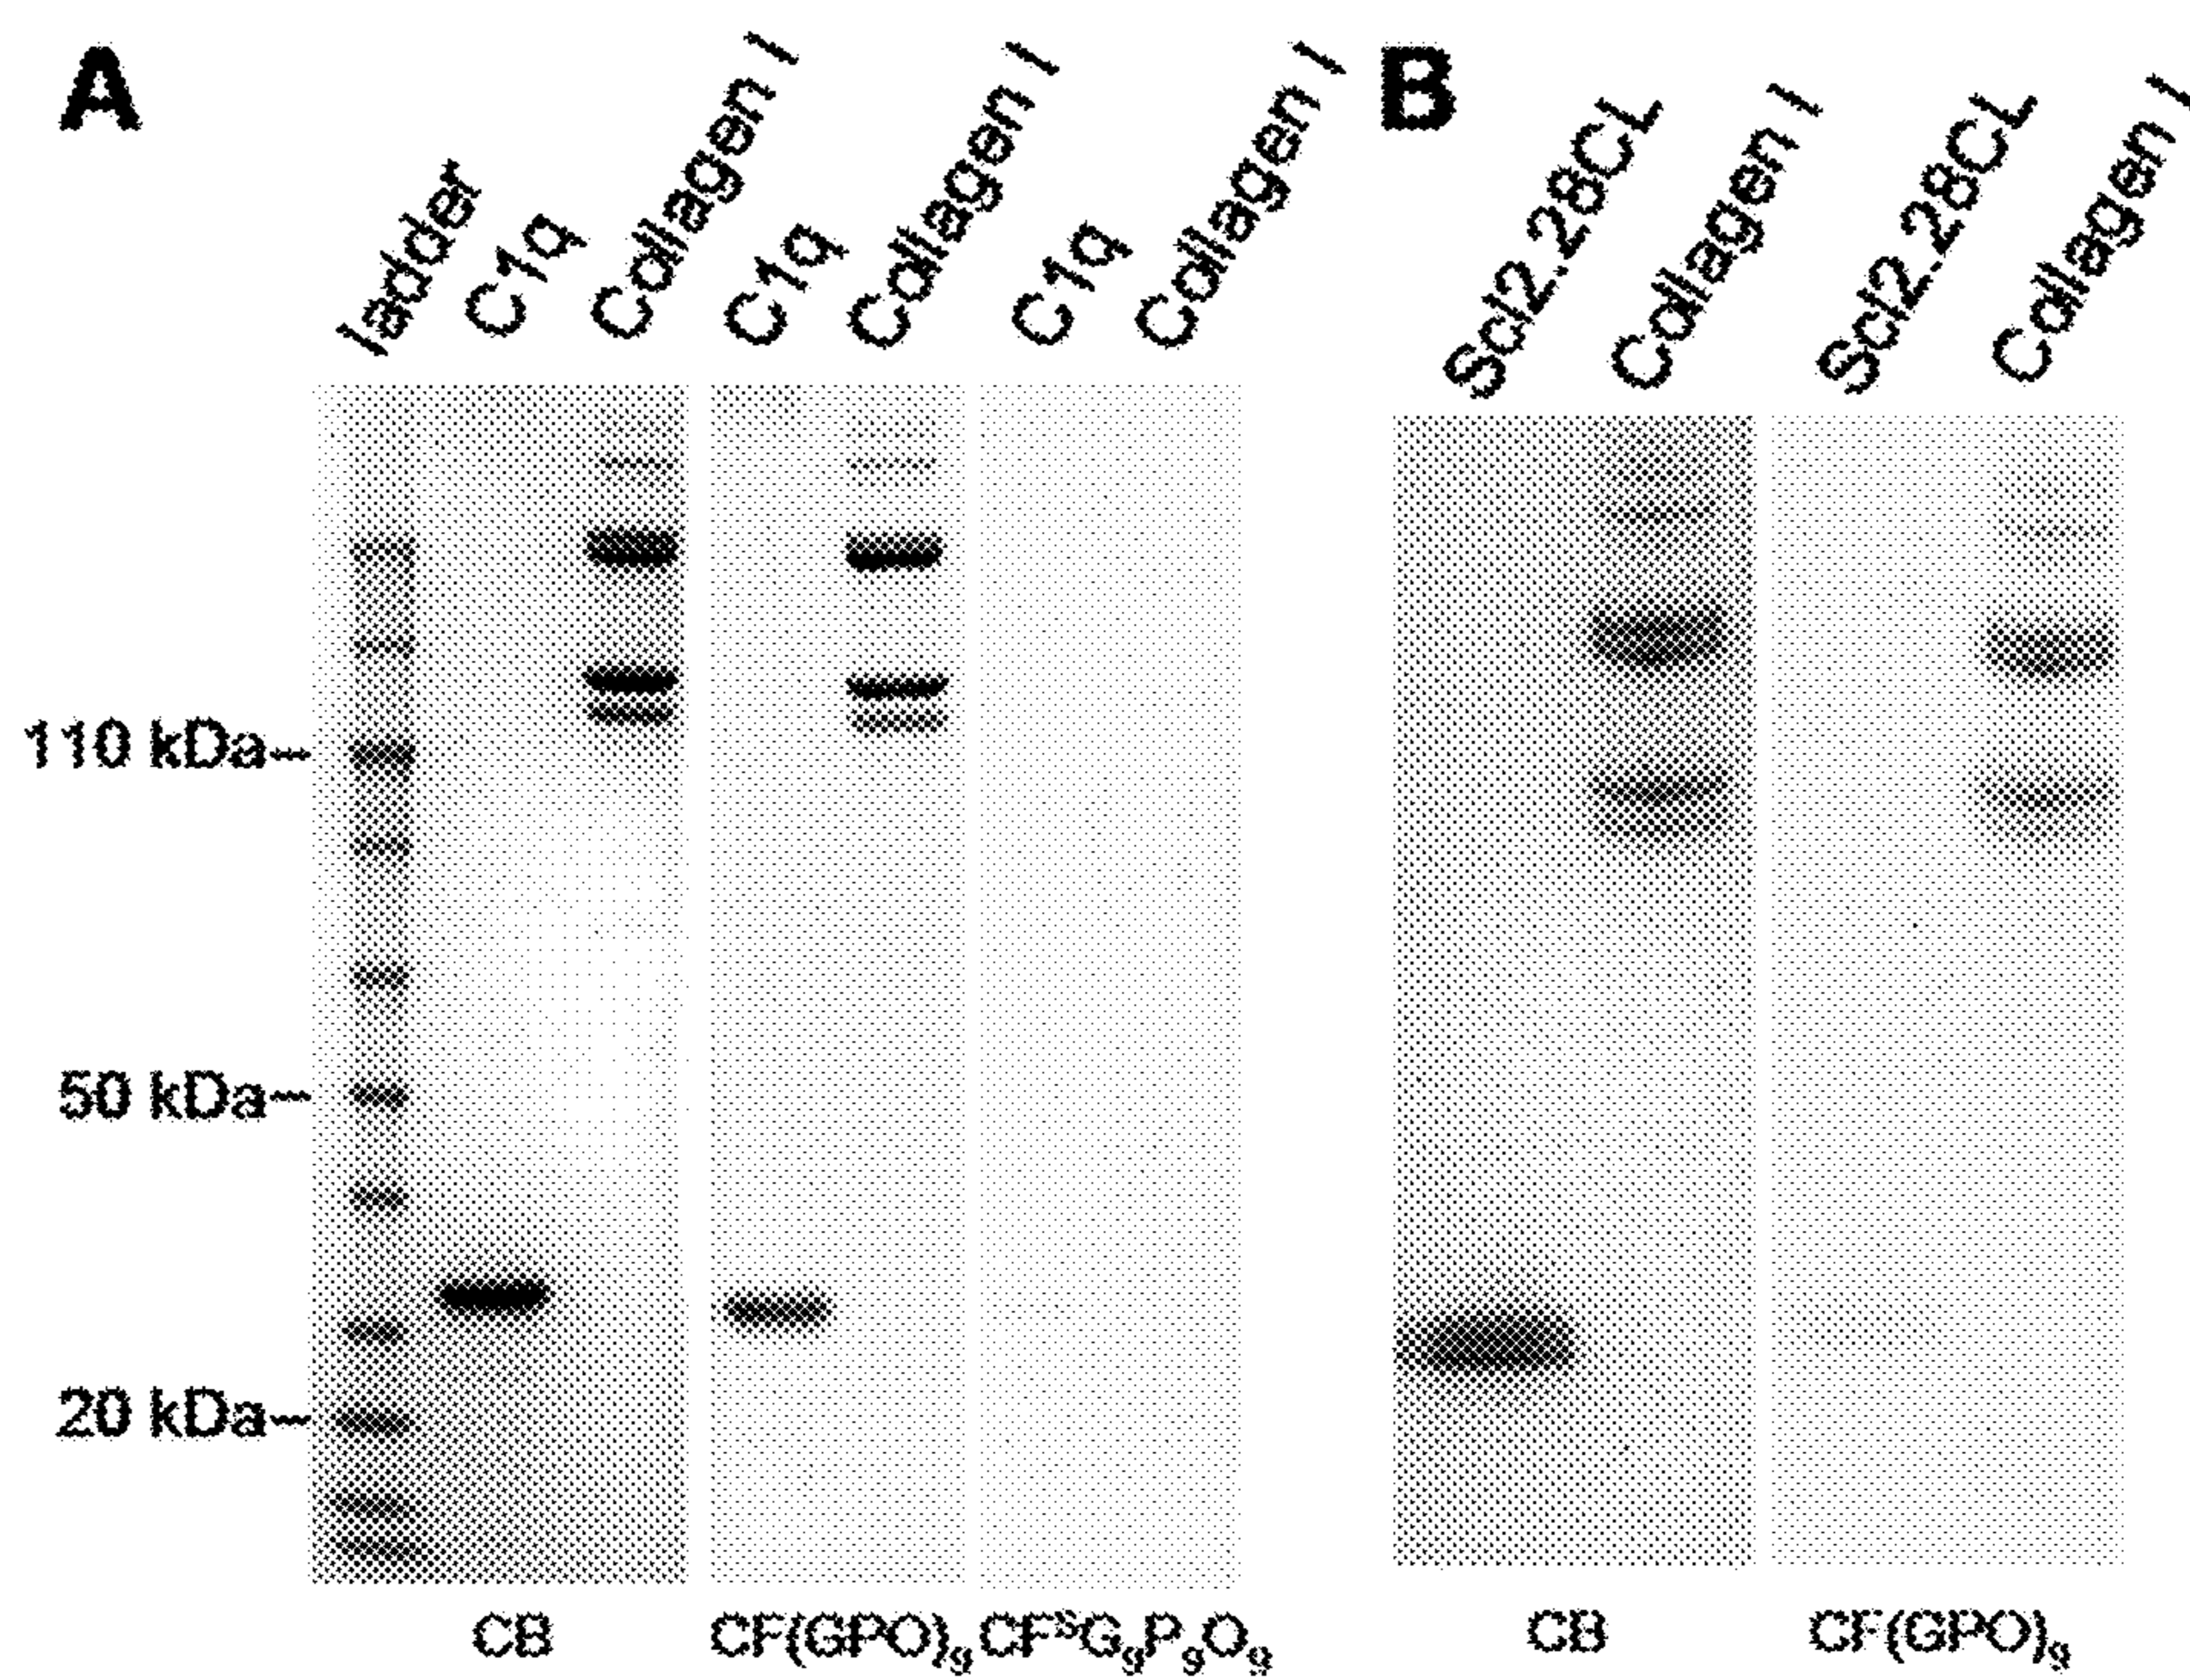 A
ladder
C1q
Collagen I
C1q
Collagen I
C1q
Collagen I
110 kDa
50 kDa
20 kDa
CB
CF(GPO)₉
CFˢG₉P₉O₉
B
Scl2.28CL
Collagen I
Scl2.28CL
Collagen I
CB
CF(GPO)₉